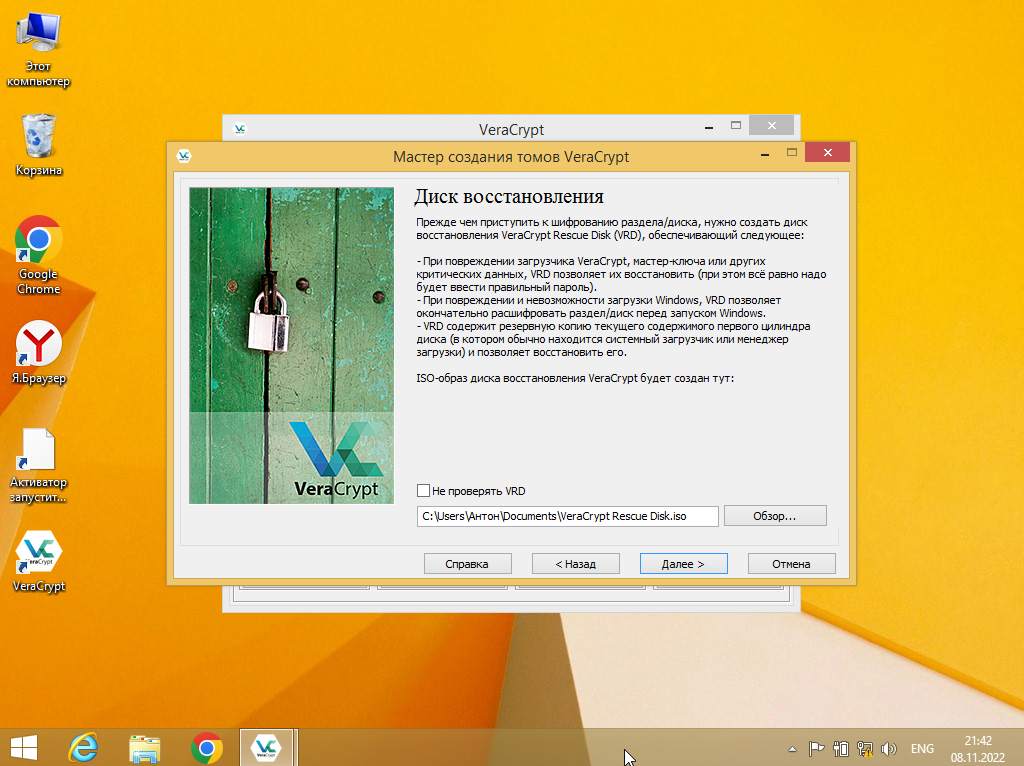 Этот
компьютер
Корзина
Google
Chrome
Я.Браузер
Активатор
запустит...
VeraCrypt
VeraCrypt
Мастер создания томов VeraCrypt
VeraCrypt
Диск восстановления
Прежде чем приступить к шифрованию раздела/диска, нужно создать диск
восстановления VeraCrypt Rescue Disk (VRD), обеспечивающий следующее:
- При повреждении загрузчика VeraCrypt, мастер-ключа или других
критических данных, VRD позволяет их восстановить (при этом всё равно надо
будет ввести правильный пароль).
- При повреждении и невозможности загрузки Windows, VRD позволяет
окончательно расшифровать раздел/диск перед запуском Windows.
- VRD содержит резервную копию текущего содержимого первого цилиндра
диска (в котором обычно находится системный загрузчик или менеджер
загрузки) и позволяет восстановить его.
ISO-образ диска восстановления VeraCrypt будет создан тут:
Не проверять VRD
C:\Users\Антон\Documents\VeraCrypt Rescue Disk.iso
Обзор...
Справка
< Назад
Далее >
Отмена
ENG
21:42
08.11.2022